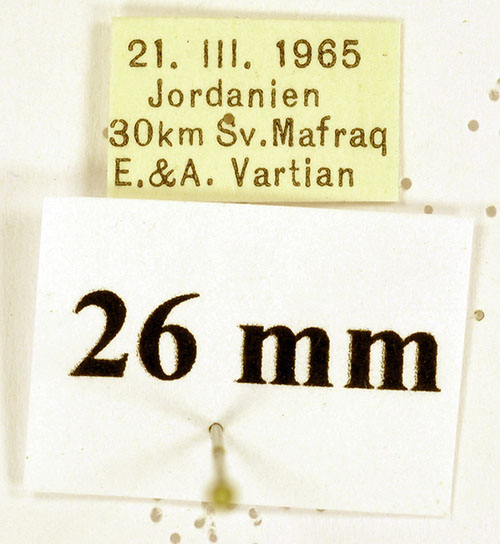 21. III. 1965
Jordanien
30km Sv.Mafraq
E.&A. Vartian
26 mm